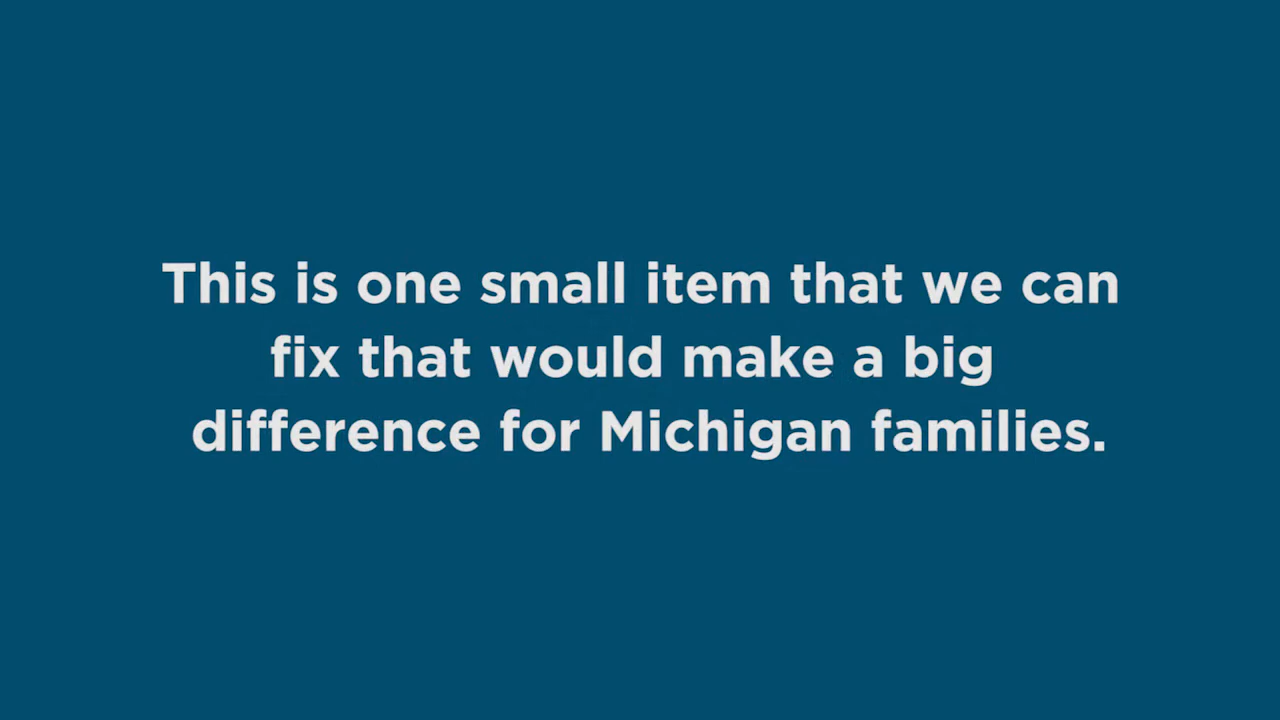 This is one small item that we can
fix that would make a big
difference for Michigan families.